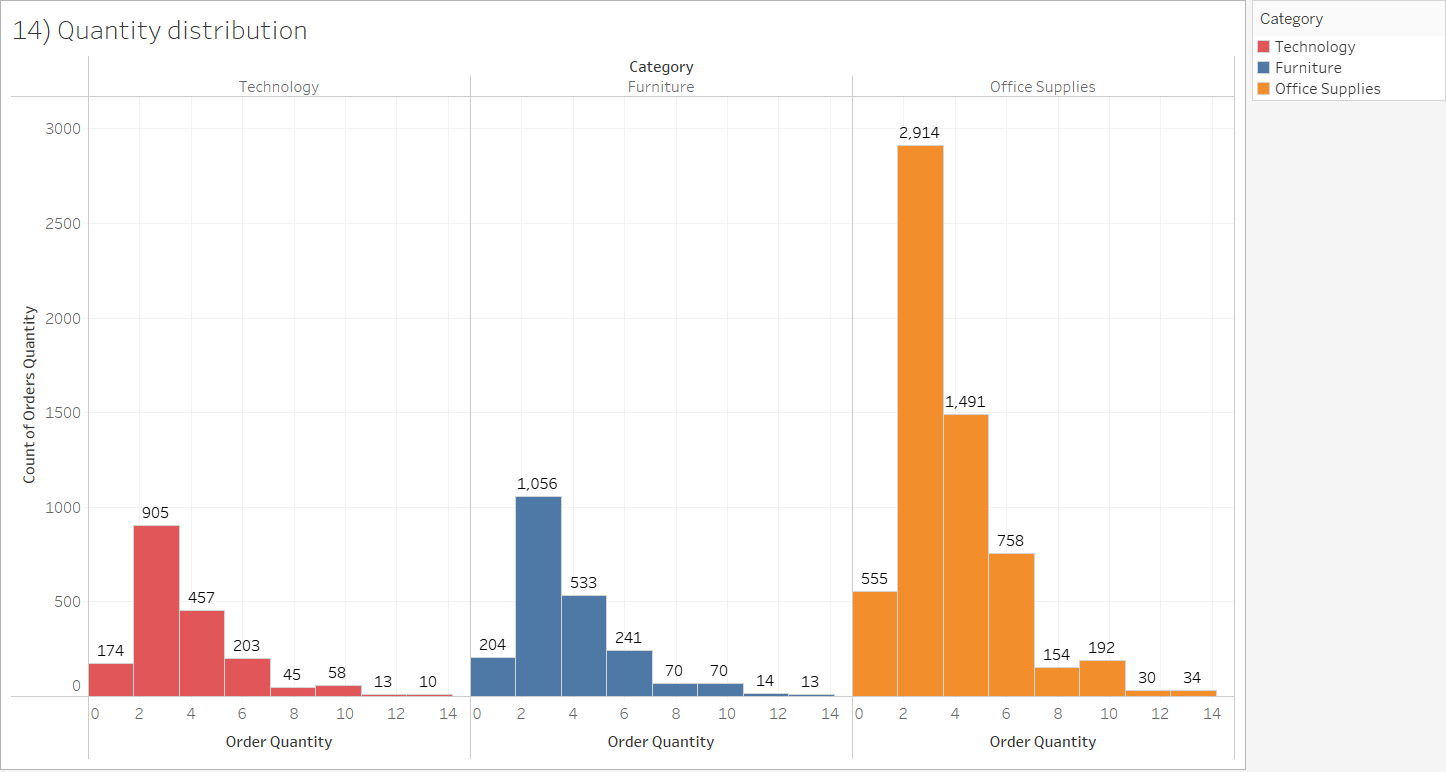 14) Quantity distribution
Category
Technology Furniture Office Supplies
Count of Orders Quantity
3000
2500
2000
1500
1000
500
0
174 905 457 203 45 58 13 10
204 1,056 533 241 70 70 14 13
555 2,914 1,491 758 154 192 30 34
0 2 4 6 8 10 12 14 0 2 4 6 8 10 12 14 0 2 4 6 8 10 12 14
Order Quantity Order Quantity Order Quantity
Category
Technology
Furniture
Office Supplies